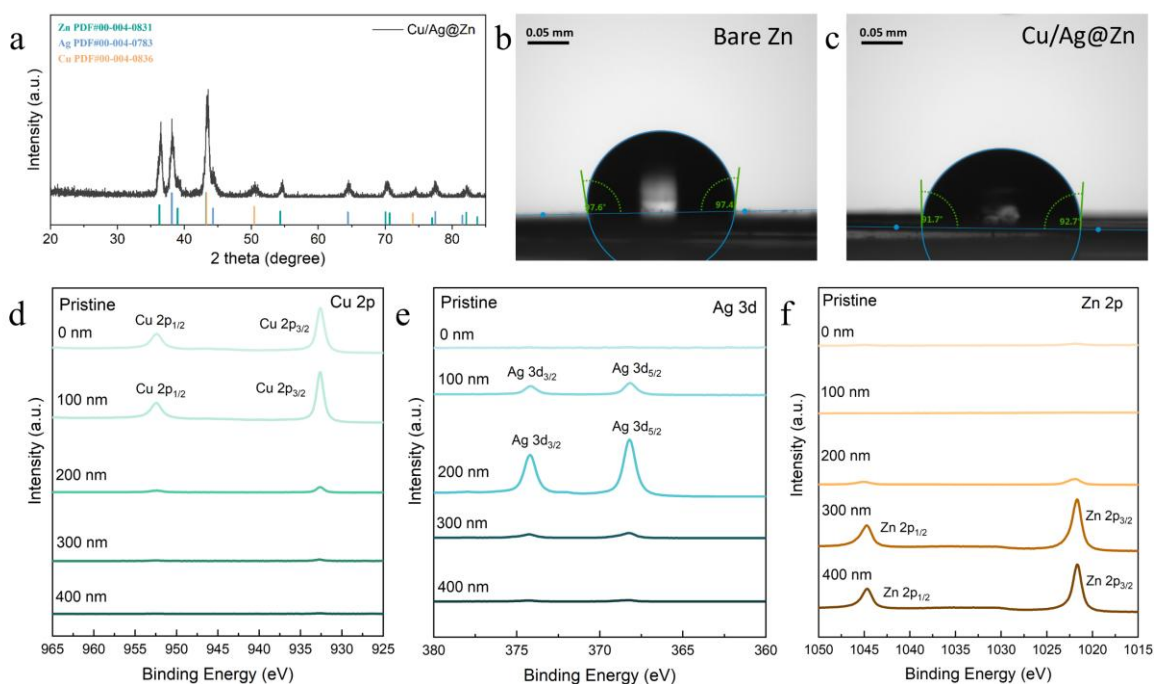 a
Zn PDF#00-004-0831
Ag PDF#00-004-0783
Cu PDF#00-004-0836
Cu/Ag@Zn
Intensity (a.u.)
20 30 40 50 60 70 80
2 theta (degree)
b
0.05 mm
Bare Zn
97.6°
97.4
c
0.05 mm
Cu/Ag@Zn
91.7°
92.7°
d
Pristine
Cu 2p
0 nm
Cu 2p1/2
Cu 2p3/2
100 nm
Cu 2p1/2
Cu 2p3/2
200 nm
300 nm
400 nm
Intensity (a.u.)
965 960 955 950 945 940 935 930 925
Binding Energy (eV)
e
Pristine
Ag 3d
0 nm
100 nm
Ag 3d3/2
Ag 3d5/2
200 nm
Ag 3d3/2
Ag 3d5/2
300 nm
400 nm
Intensity (a.u.)
380 375 370 365 360
Binding Energy (eV)
f
Pristine
Zn 2p
0 nm
100 nm
200 nm
300 nm
Zn 2p1/2
Zn 2p3/2
400 nm
Zn 2p1/2
Zn 2p3/2
Intensity (a.u.)
1050 1045 1040 1035 1030 1025 1020 1015
Binding Energy (eV)